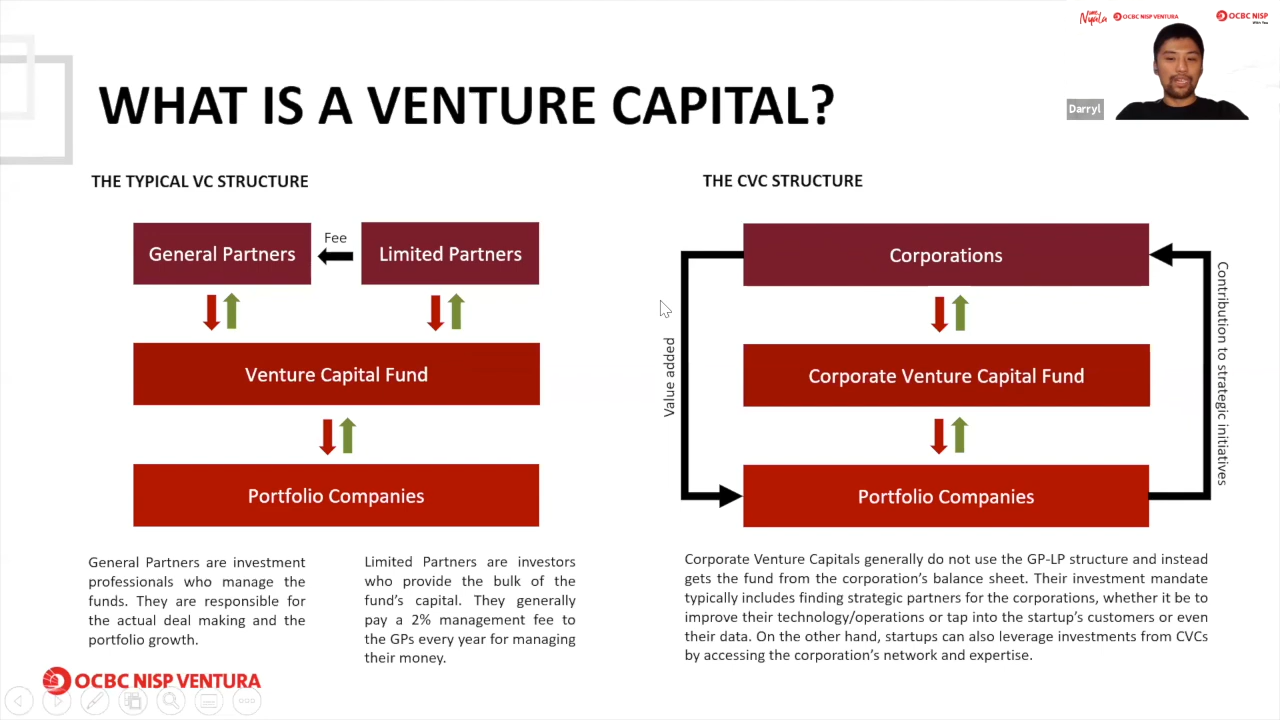 Nyala
OCBC NISP VENTURA
OCBC NISP
With You
Darryl
WHAT IS A VENTURE CAPITAL?
THE TYPICAL VC STRUCTURE
General Partners
Fee
Limited Partners
Venture Capital Fund
Portfolio Companies
General Partners are investment
professionals who manage the
funds. They are responsible for
the actual deal making and the
portfolio growth.
Limited Partners are investors
who provide the bulk of the
fund's capital. They generally
pay a 2% management fee to
the GPs every year for managing
their money.
THE CVC STRUCTURE
Corporations
Value added
Corporate Venture Capital Fund
Contribution to strategic initiatives
Portfolio Companies
Corporate Venture Capitals generally do not use the GP-LP structure and instead
gets the fund from the corporation's balance sheet. Their investment mandate
typically includes finding strategic partners for the corporations, whether it be to
improve their technology/operations or tap into the startup's customers or even
their data. On the other hand, startups can also leverage investments from CVCs
by accessing the corporation's network and expertise.
OCBC NISP VENTURA